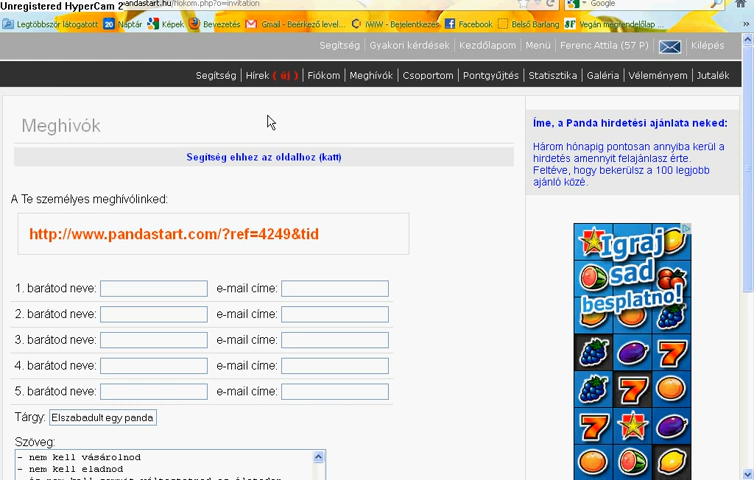 Unregistered HyperCam 2
pandastart.hu/fiokom.php?o=invitation
Google
Legtöbbször látogatott
Naptár
Képek
Bevezetés
Gmail - Beérkező level...
iWiW - Bejelentkezés
Facebook
Belső Barlang
Vegán megrendelőlap ...
Segítség
Gyakori kérdések
Kezdőlapom
Menü
Ferenc Attila (57 P)
Kilépés
Segítség
Hírek ( új )
Fiókom
Meghívók
Csoportom
Pontgyűjtés
Statisztika
Galéria
Véleményem
Jutalék
Meghívók
Segítség ehhez az oldalhoz (katt)
A Te személyes meghívólinked:
http://www.pandastart.com/?ref=4249&tid
1. barátod neve: e-mail címe:
2. barátod neve: e-mail címe:
3. barátod neve: e-mail címe:
4. barátod neve: e-mail címe:
5. barátod neve: e-mail címe:
Tárgy: Elszabadult egy panda
Szöveg:
- nem kell vásárolnod
- nem kell eladnod
Íme, a Panda hirdetési ajánlata neked:
Három hónapig pontosan annyiba kerül a
hirdetés amennyit felajánlasz érte.
Feltéve, hogy bekerülsz a 100 legjobb
ajánló közé.
Igraj
sad
besplatno!